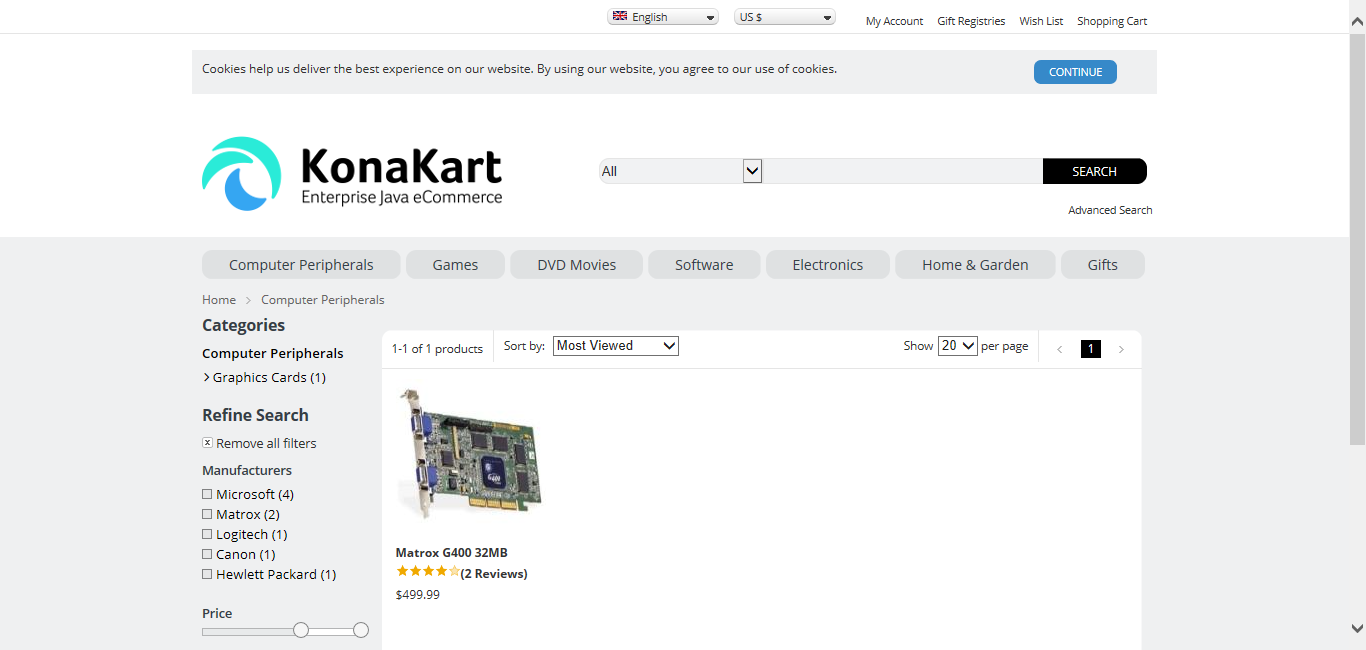 English
US $
My Account
Gift Registries
Wish List
Shopping Cart
Cookies help us deliver the best experience on our website. By using our website, you agree to our use of cookies.
CONTINUE
KonaKart
Enterprise Java eCommerce
All
SEARCH
Advanced Search
Computer Peripherals
Games
DVD Movies
Software
Electronics
Home & Garden
Gifts
Home > Computer Peripherals
Categories
Computer Peripherals
Graphics Cards (1)
Refine Search
Remove all filters
Manufacturers
Microsoft (4)
Matrox (2)
Logitech (1)
Canon (1)
Hewlett Packard (1)
Price
1-1 of 1 products
Sort by: Most Viewed
Show 20 per page
< 1 >
G400
Matrox G400 32MB
(2 Reviews)
$499.99